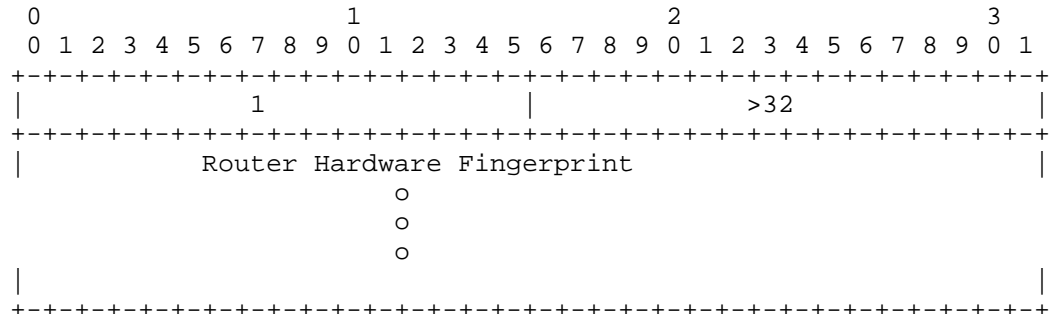 0                   1                   2                   3
 0 1 2 3 4 5 6 7 8 9 0 1 2 3 4 5 6 7 8 9 0 1 2 3 4 5 6 7 8 9 0 1
+-+-+-+-+-+-+-+-+-+-+-+-+-+-+-+-+-+-+-+-+-+-+-+-+-+-+-+-+-+-+-+-+
|              1                |             >32               |
+-+-+-+-+-+-+-+-+-+-+-+-+-+-+-+-+-+-+-+-+-+-+-+-+-+-+-+-+-+-+-+-+
|           Router Hardware Fingerprint                         |
                        o
                        o
                        o
|                                                               |
+-+-+-+-+-+-+-+-+-+-+-+-+-+-+-+-+-+-+-+-+-+-+-+-+-+-+-+-+-+-+-+-+